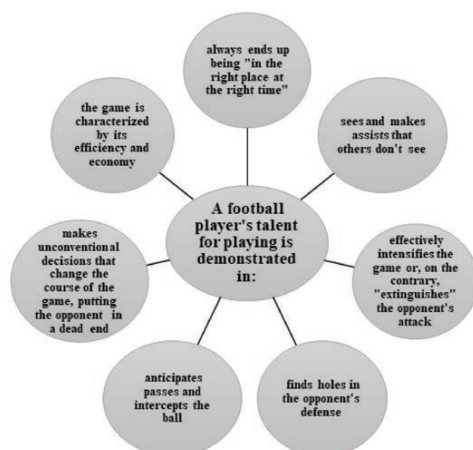 always ends up
being "in the
right place at
the right time"
sees and makes
assists that
others don't see
effectively
intensifies the
game or, on the
contrary,
"extinguishes"
the opponent's
attack
finds holes in
the opponent's
defense
anticipates
passes and
intercepts the
ball
makes
unconventional
decisions that
change the
course of the
game, putting
the opponent in
a dead end
the game is
characterized
by its
efficiency and
economy
A football
player's talent
for playing is
demonstrated
in: